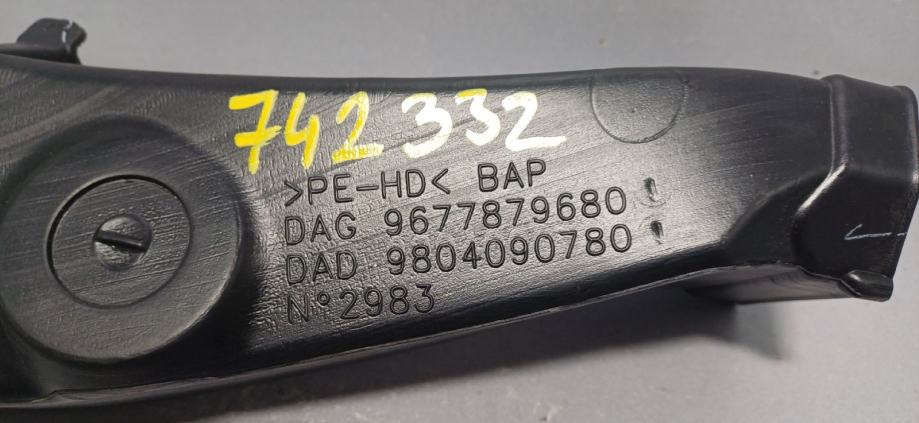 742 332
>PE-HD< BAP
DAG 9677879680
DAD 9804090780
N°2983